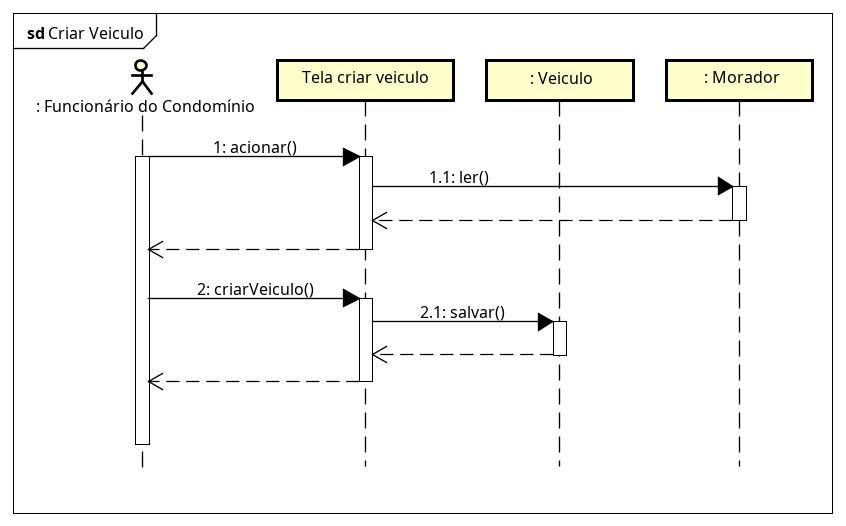 sd Criar Veiculo
: Funcionário do Condomínio
Tela criar veiculo
: Veiculo
: Morador
1: acionar()
1.1: ler()
2: criarVeiculo()
2.1: salvar()